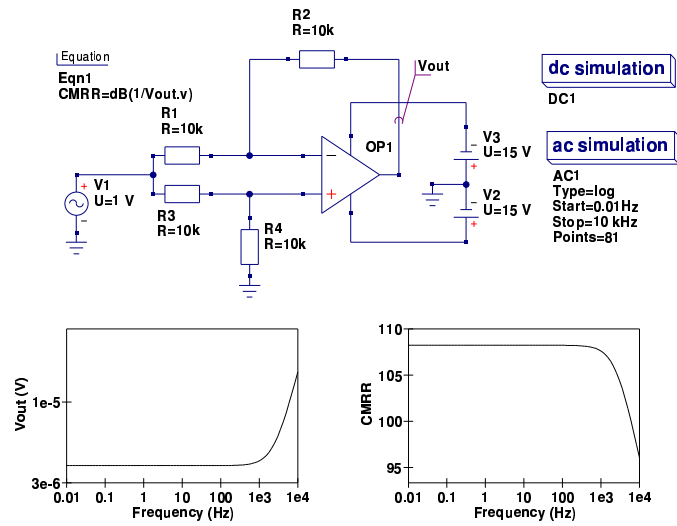 R2
R=10k
Equation
Eqn1
CMRR=dB(1/Vout.v)
Vout
dc simulation
DC1
R1
R=10k
OP1
V3
U=15 V
ac simulation
AC1
Type=log
Start=0.01Hz
Stop=10 kHz
Points=81
V1
U=1 V
R3
R=10k
R4
R=10k
V2
U=15 V
+
-
-
+
-
+
-
+
Vout (V)
1e-5
3e-6
0.01 0.1 1 10 100 1e3 1e4
Frequency (Hz)
CMRR
110
105
100
95
0.01 0.1 1 10 100 1e3 1e4
Frequency (Hz)